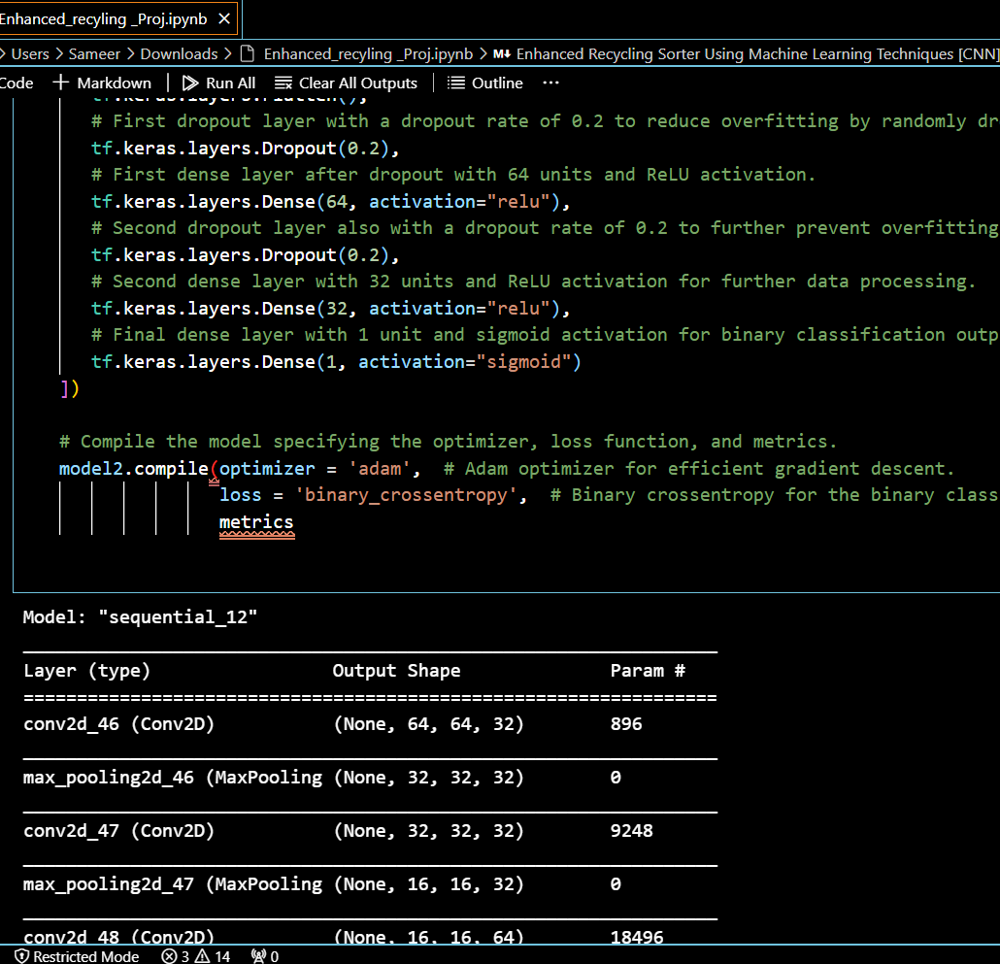 Enhanced_recyling _Proj.ipynb ×
> Users > Sameer > Downloads > Enhanced_recyling _Proj.ipynb > M↓ Enhanced Recycling Sorter Using Machine Learning Techniques [CNN]
Code + Markdown | Run All Clear All Outputs | Outline ...
tf.keras.layers.Flatten(),
# First dropout layer with a dropout rate of 0.2 to reduce overfitting by randomly dr
tf.keras.layers.Dropout(0.2),
# First dense layer after dropout with 64 units and ReLU activation.
tf.keras.layers.Dense(64, activation="relu"),
# Second dropout layer also with a dropout rate of 0.2 to further prevent overfitting
tf.keras.layers.Dropout(0.2),
# Second dense layer with 32 units and ReLU activation for further data processing.
tf.keras.layers.Dense(32, activation="relu"),
# Final dense layer with 1 unit and sigmoid activation for binary classification outp
tf.keras.layers.Dense(1, activation="sigmoid")
])
# Compile the model specifying the optimizer, loss function, and metrics.
model2.compile(optimizer = 'adam', # Adam optimizer for efficient gradient descent.
loss = 'binary_crossentropy', # Binary crossentropy for the binary class
metrics
Model: "sequential_12"
_________________________________________________________________
Layer (type) Output Shape Param #
=================================================================
conv2d_46 (Conv2D) (None, 64, 64, 32) 896
_________________________________________________________________
max_pooling2d_46 (MaxPooling (None, 32, 32, 32) 0
_________________________________________________________________
conv2d_47 (Conv2D) (None, 32, 32, 32) 9248
_________________________________________________________________
max_pooling2d_47 (MaxPooling (None, 16, 16, 32) 0
_________________________________________________________________
conv2d_48 (Conv2D) (None, 16, 16, 64) 18496
Restricted Mode 3 14 0